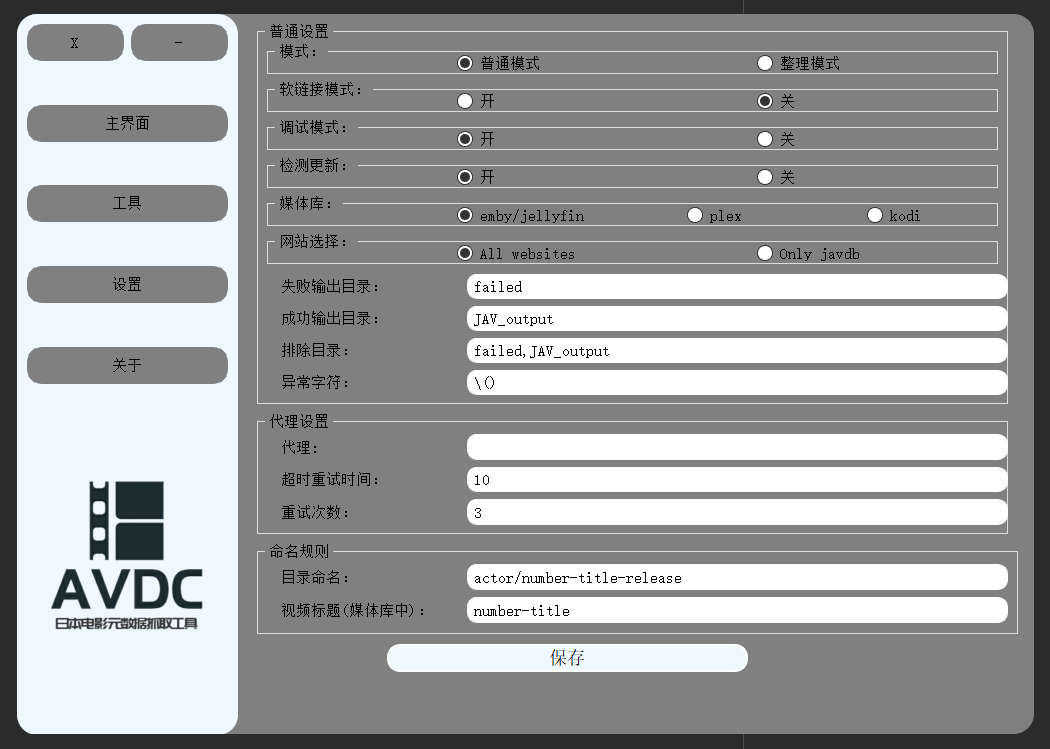 X
-
主界面
工具
设置
关于
AVDC
日本电影元数据抓取工具
普通设置
模式:
普通模式 整理模式
软链接模式:
开 关
调试模式:
开 关
检测更新:
开 关
媒体库:
emby/jellyfin plex kodi
网站选择:
All websites Only javdb
失败输出目录: failed
成功输出目录: JAV_output
排除目录: failed,JAV_output
异常字符: \()
代理设置
代理:
超时重试时间: 10
重试次数: 3
命名规则
目录命名: actor/number-title-release
视频标题(媒体库中): number-title
保存